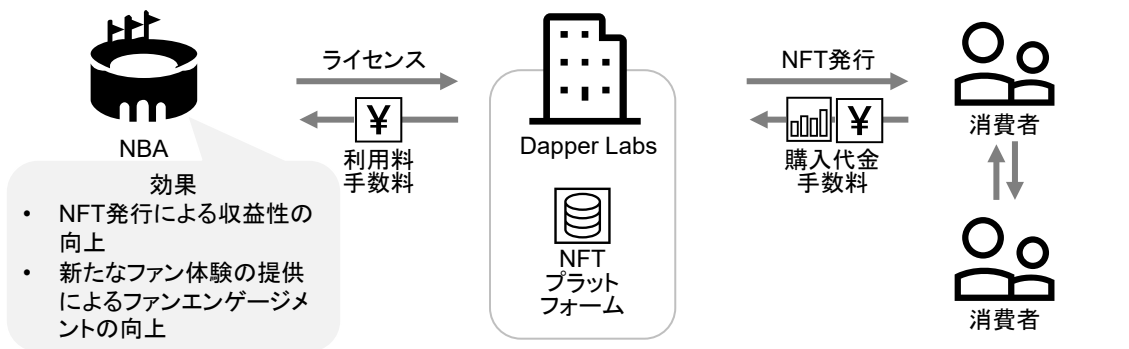 NBA
効果
• NFT発行による収益性の
向上
• 新たなファン体験の提供
によるファンエンゲージメ
ントの向上
ライセンス
¥
利用料
手数料
Dapper Labs
NFT
プラット
フォーム
NFT発行
¥
購入代金
手数料
消費者
消費者